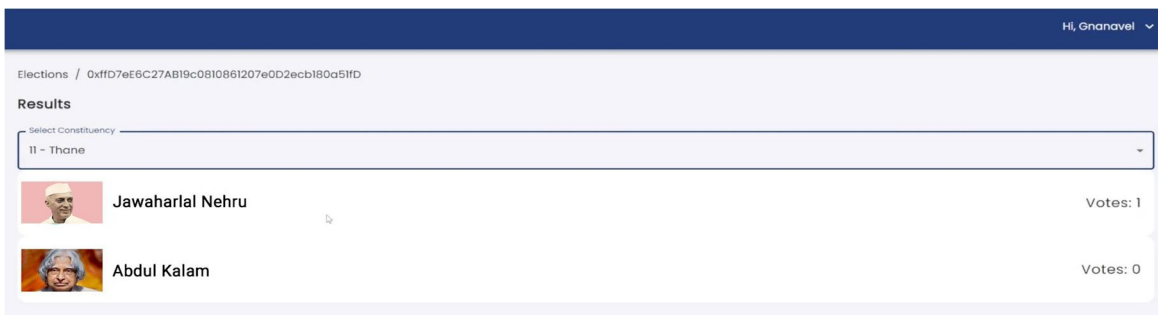 Hi, Gnanavel
Elections / 0xffD7eE6C27AB19c0810861207e0D2ecb180a51fD
Results
Select Constituency
11 - Thane
Jawaharlal Nehru Votes: 1
Abdul Kalam Votes: 0